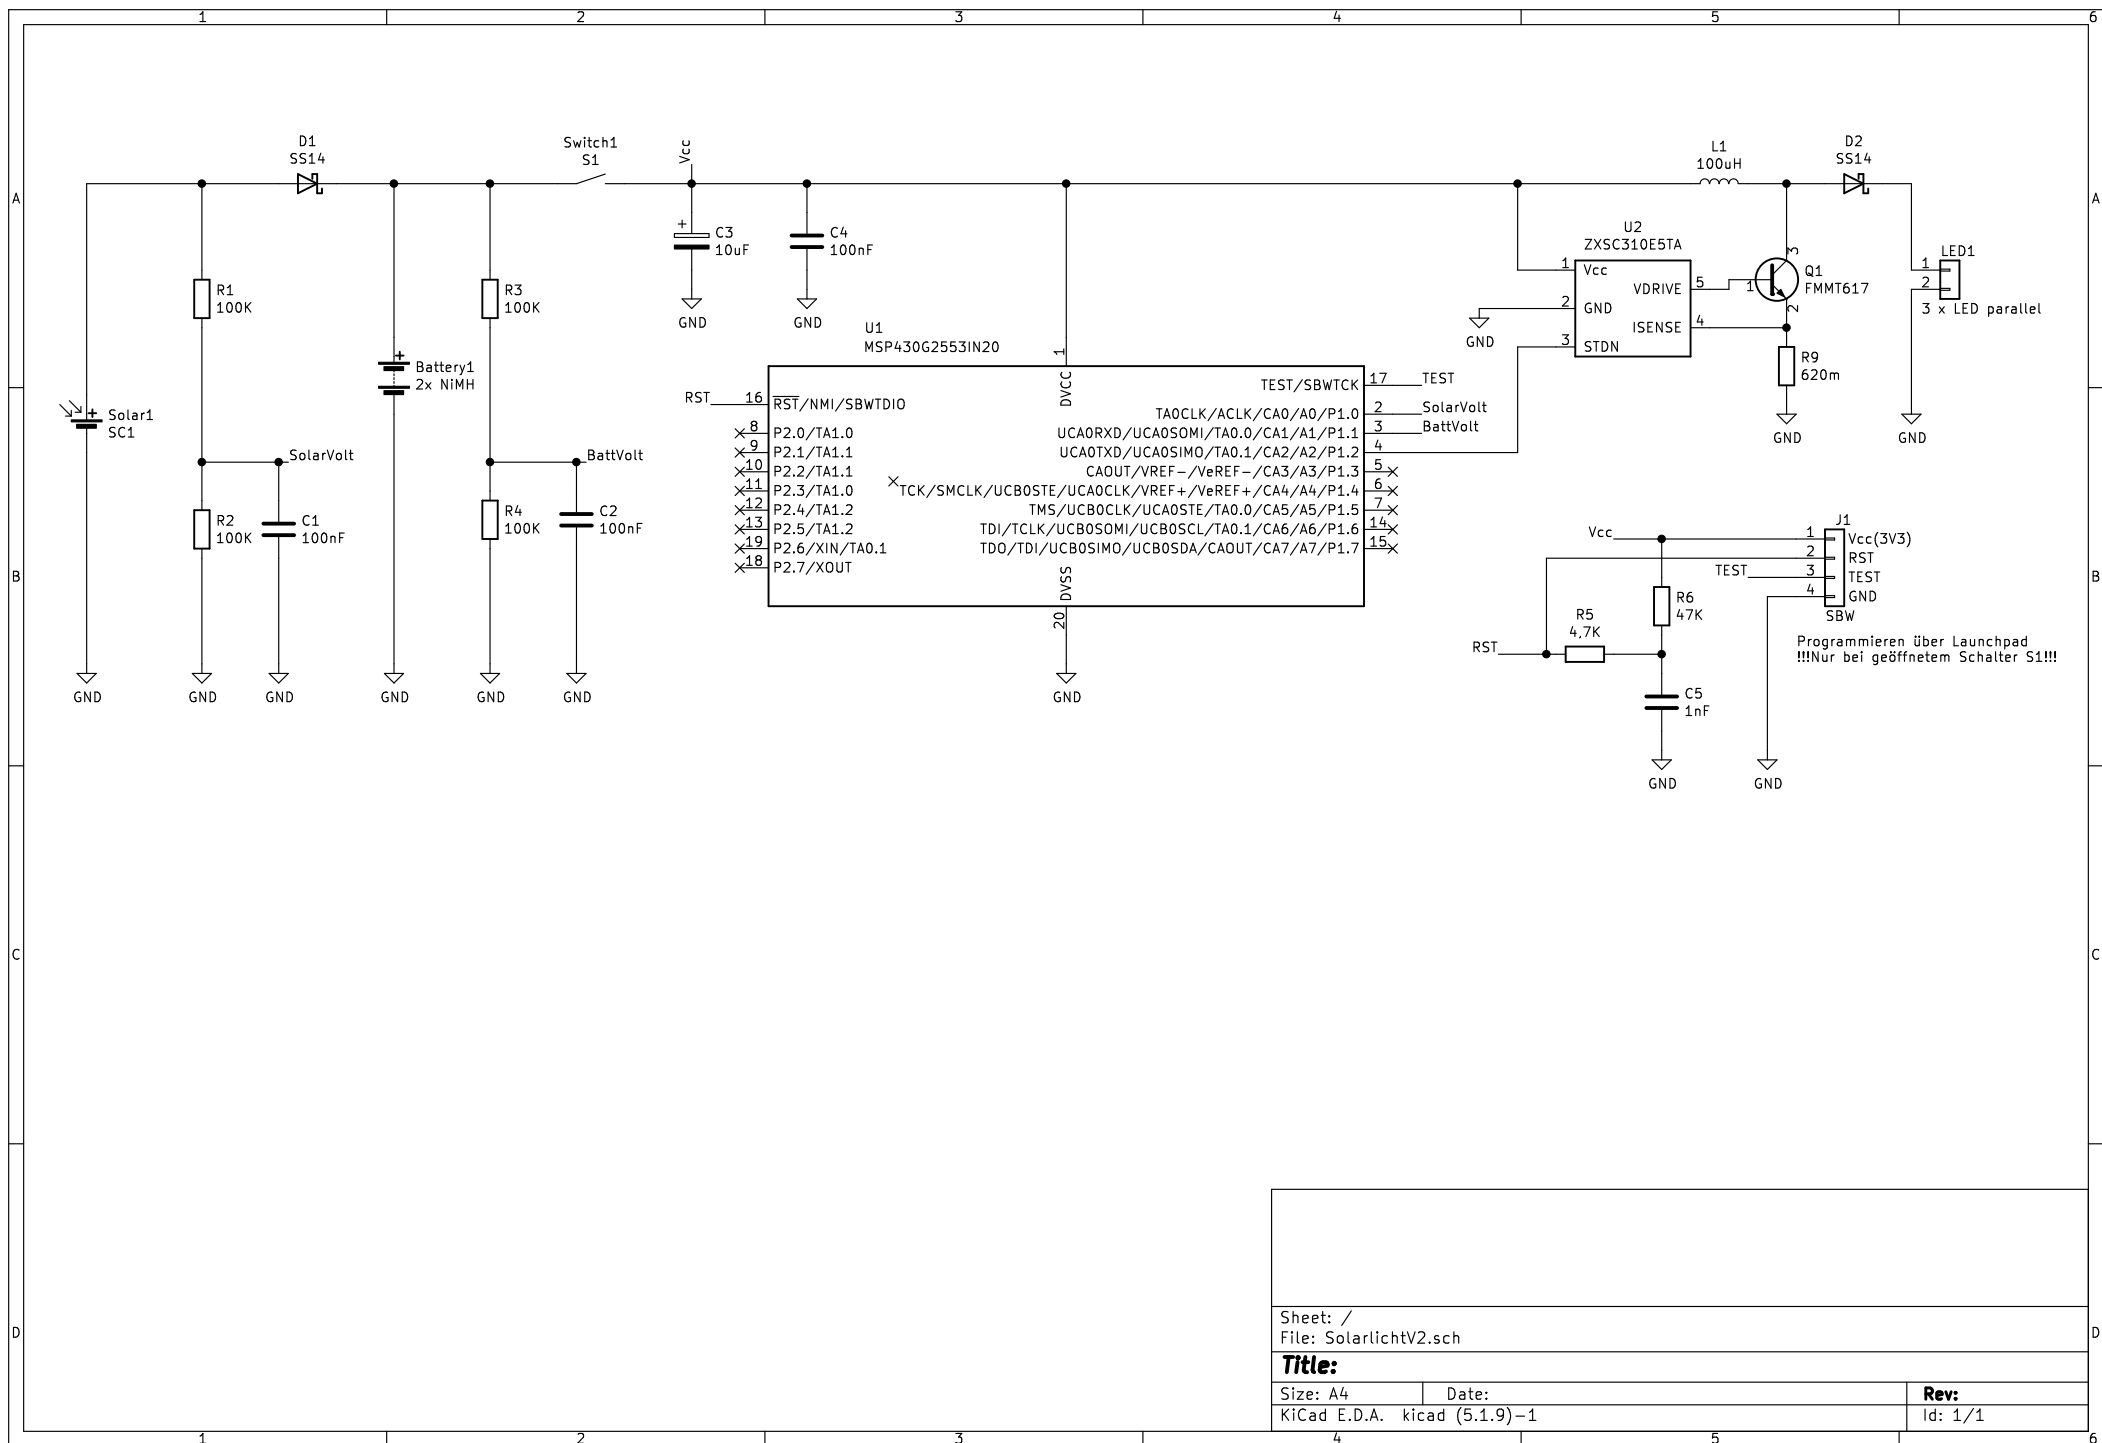 1 2 3 4 5 6
A
B
C
D
A
B
C
D
D1
SS14
Switch1
S1
Vcc
C3
10uF
+
GND
C4
100nF
GND
R1
100K
R3
100K
Battery1
2x NiMH
+
Solar1
SC1
+
SolarVolt
BattVolt
R2
100K
C1
100nF
R4
100K
C2
100nF
GND
GND
GND
GND
GND
GND
U1
MSP430G2553IN20
1
DVCC
RST 16 RST/NMI/SBWTDIO
8 P2.0/TA1.0
9 P2.1/TA1.1
10 P2.2/TA1.1
11 P2.3/TA1.0
12 P2.4/TA1.2
13 P2.5/TA1.2
19 P2.6/XIN/TA0.1
18 P2.7/XOUT
TEST/SBWTCK 17 TEST
TA0CLK/ACLK/CA0/A0/P1.0 2 SolarVolt
UCA0RXD/UCA0SOMI/TA0.0/CA1/A1/P1.1 3 BattVolt
UCA0TXD/UCA0SIMO/TA0.1/CA2/A2/P1.2 4
CAOUT/VREF-/VeREF-/CA3/A3/P1.3 5
TCK/SMCLK/UCB0STE/UCA0CLK/VREF+/VeREF+/CA4/A4/P1.4 6
TMS/UCB0CLK/UCA0STE/TA0.0/CA5/A5/P1.5 7
TDI/TCLK/UCB0SOMI/UCB0SCL/TA0.1/CA6/A6/P1.6 14
TDO/TDI/UCB0SIMO/UCB0SDA/CAOUT/CA7/A7/P1.7 15
DVSS
20
GND
L1
100uH
D2
SS14
U2
ZXSC310E5TA
1 Vcc
2 GND
3 STDN
VDRIVE 5
ISENSE 4
GND
3
1
2
Q1
FMMT617
R9
620m
GND
LED1
1
2
3 x LED parallel
GND
J1
Vcc 1 Vcc(3V3)
2 RST
TEST 3 TEST
4 GND
SBW
R6
47K
R5
4,7K
RST
C5
1nF
GND
GND
Programmieren über Launchpad
!!!Nur bei geöffnetem Schalter S1!!!
Sheet: /
File: SolarlichtV2.sch
Title:
Size: A4 Date: Rev:
KiCad E.D.A. kicad (5.1.9)-1 Id: 1/1
1 2 3 4 5 6